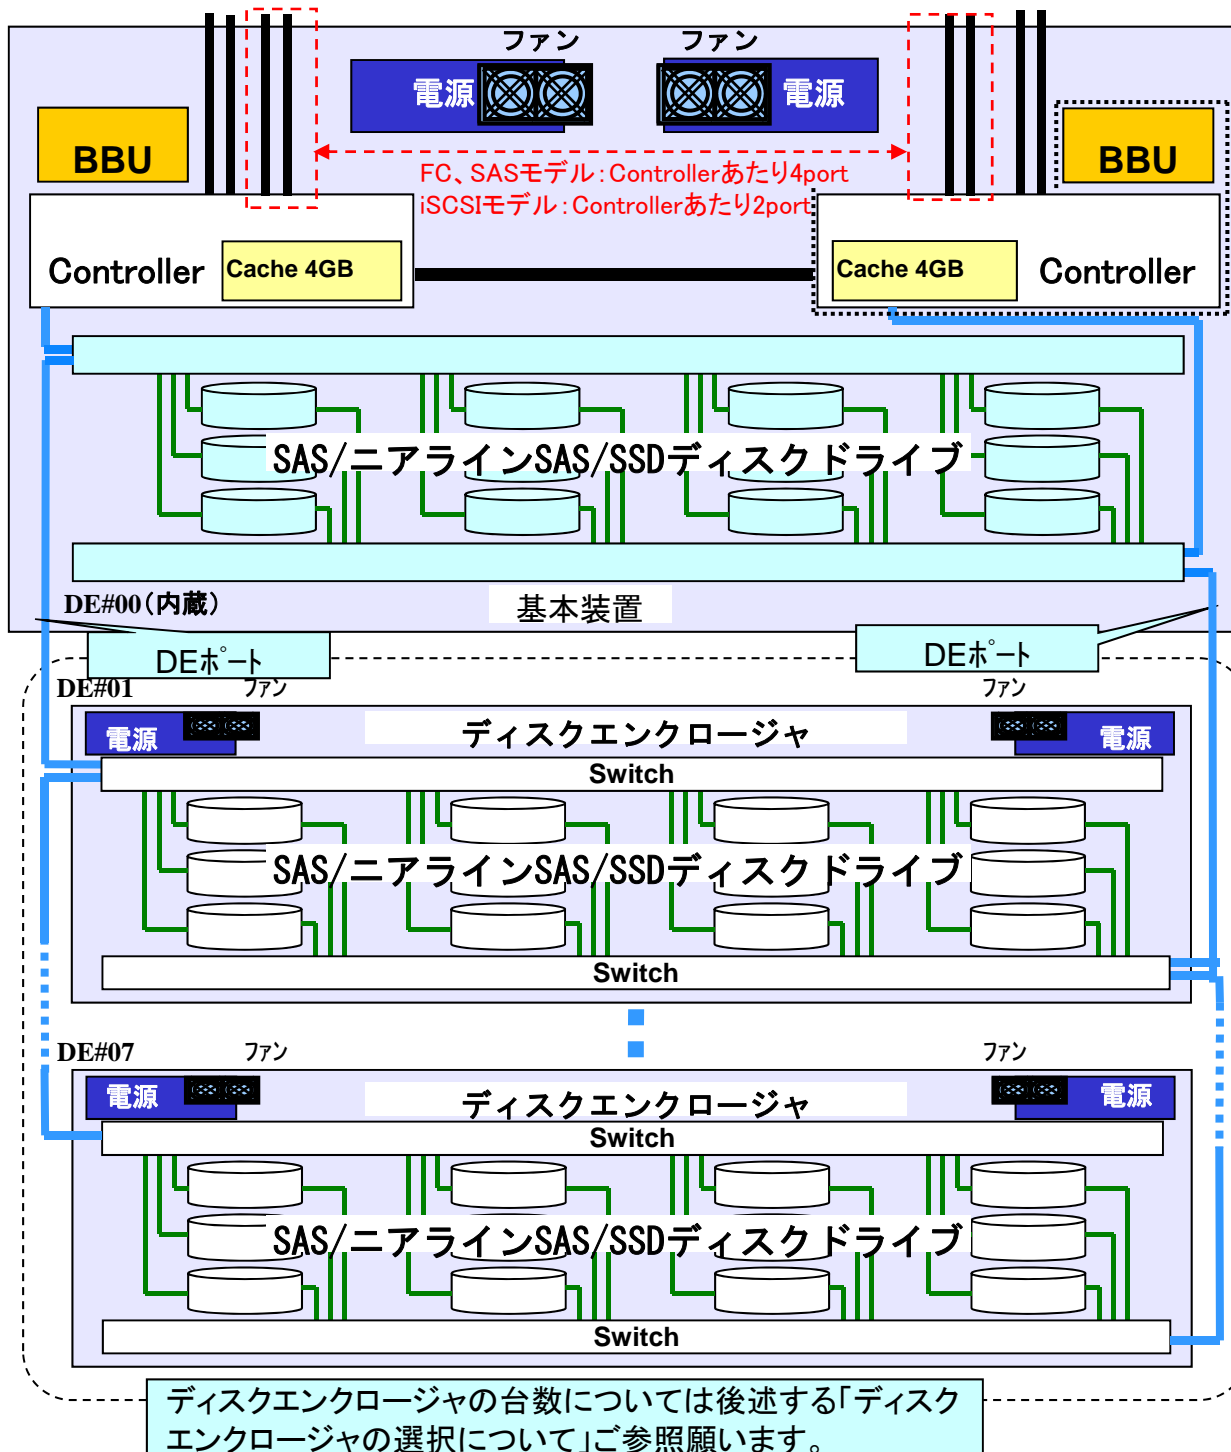 ファン
ファン
電源
電源
BBU
BBU
FC、SASモデル：Controllerあたり4port
iSCSIモデル：Controllerあたり2port
Controller
Cache 4GB
Cache 4GB
Controller
SAS/ニアラインSAS/SSDディスクドライブ
DE#00（内蔵）
基本装置
DEポート
DEポート
DE#01
ファン
ファン
電源
ディスクエンクロージャ
電源
Switch
SAS/ニアラインSAS/SSDディスクドライブ
Switch
DE#07
ファン
ファン
電源
ディスクエンクロージャ
電源
Switch
SAS/ニアラインSAS/SSDディスクドライブ
Switch
ディスクエンクロージャの台数については後述する「ディスク
エンクロージャの選択について」ご参照願います。